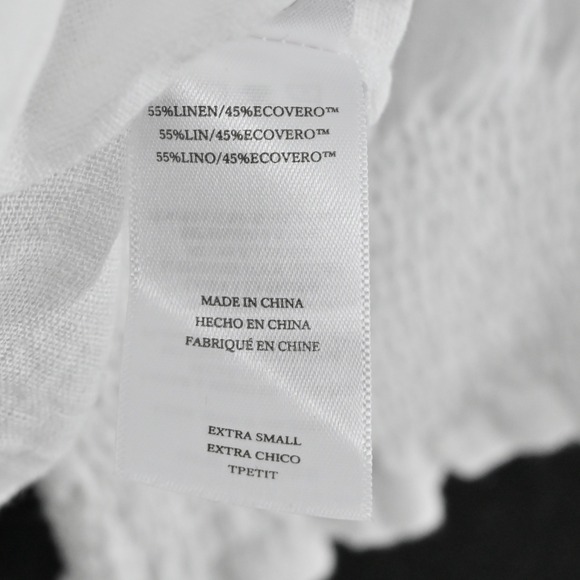 55%LINEN/45%ECOVERO™
55%LIN/45%ECOVERO™
55%LINO/45%ECOVERO™
MADE IN CHINA
HECHO EN CHINA
FABRIQUÉ EN CHINE
EXTRA SMALL
EXTRA CHICO
TPETIT